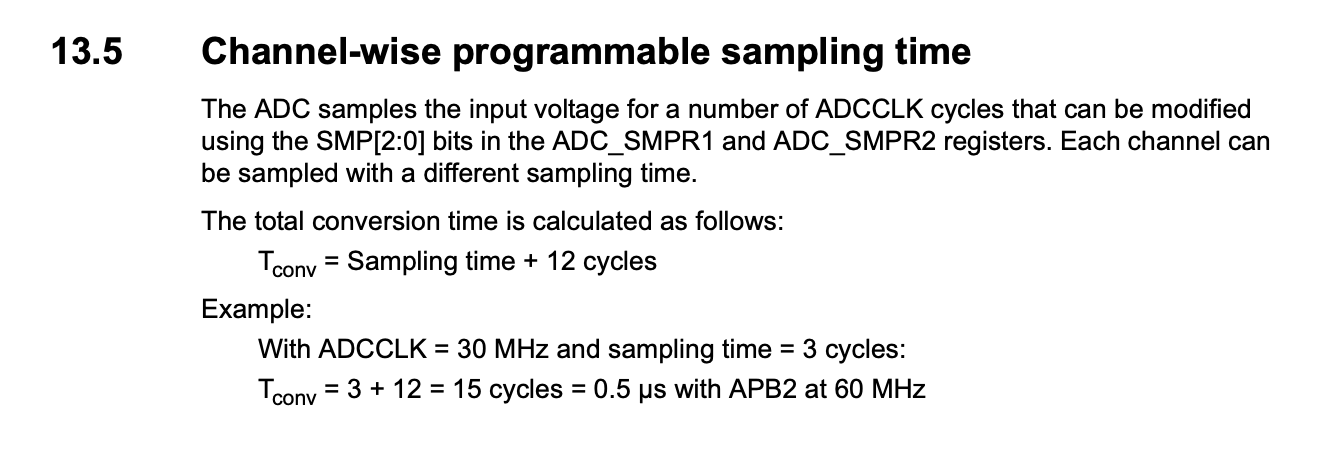 13.5 Channel-wise programmable sampling time
The ADC samples the input voltage for a number of ADCCLK cycles that can be modified
using the SMP[2:0] bits in the ADC_SMPR1 and ADC_SMPR2 registers. Each channel can
be sampled with a different sampling time.
The total conversion time is calculated as follows:
Tconv = Sampling time + 12 cycles
Example:
With ADCCLK = 30 MHz and sampling time = 3 cycles:
Tconv = 3 + 12 = 15 cycles = 0.5 µs with APB2 at 60 MHz